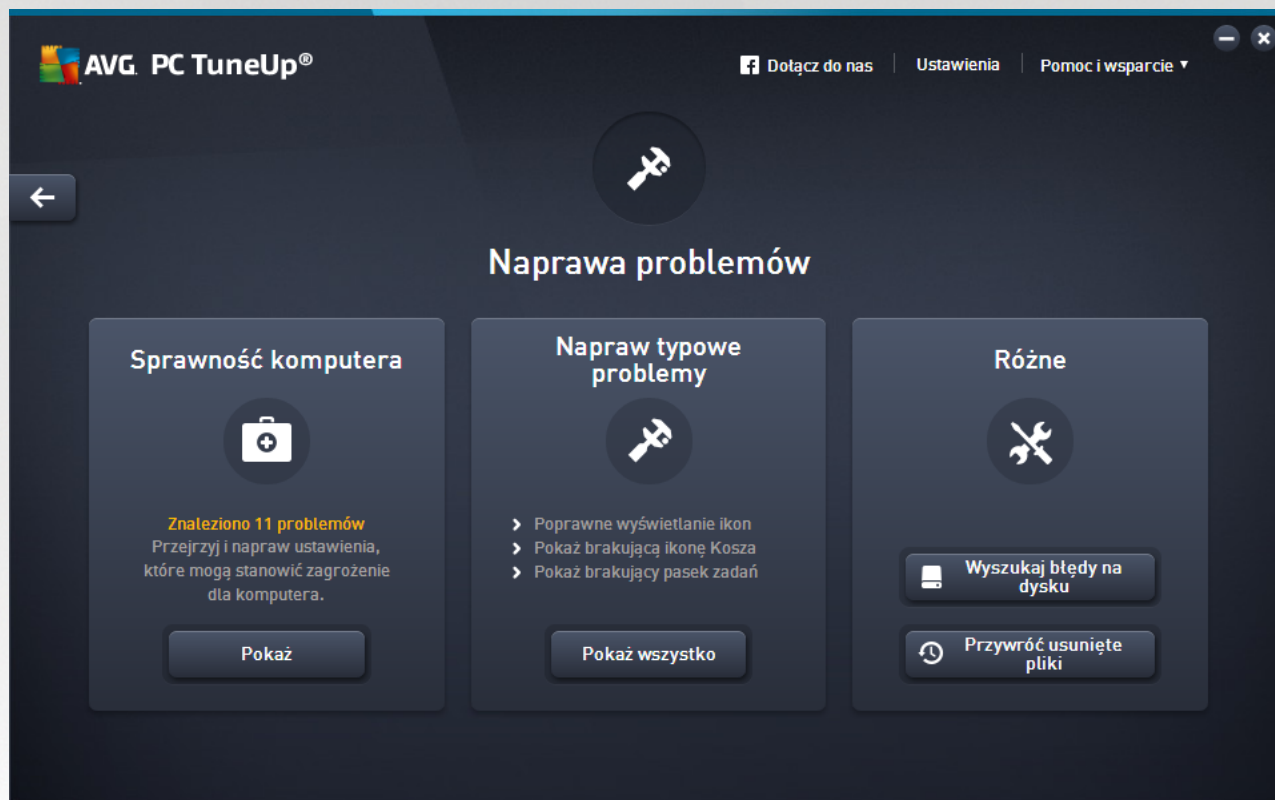 AVG. PC TuneUp®
Dołącz do nas
Ustawienia
Pomoc i wsparcie
Naprawa problemów
Sprawność komputera
Znaleziono 11 problemów
Przejrzyj i napraw ustawienia,
które mogą stanowić zagrożenie
dla komputera.
Pokaż
Napraw typowe
problemy
Poprawne wyświetlanie ikon
Pokaż brakującą ikonę Kosza
Pokaż brakujący pasek zadań
Pokaż wszystko
Różne
Wyszukaj błędy na
dysku
Przywróć usunięte
pliki